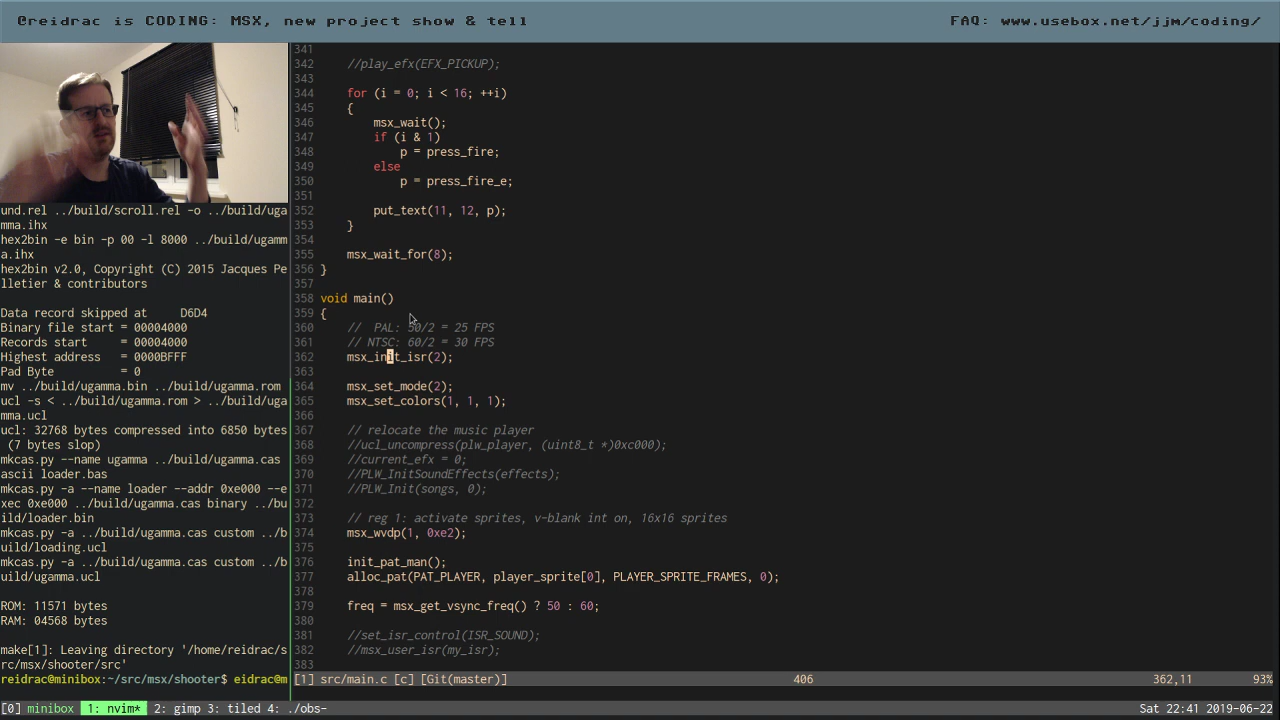 @reidrac is CODING: MSX, new project show & tell
FAQ: www.usebox.net/jjm/coding/
und.rel ../build/scroll.rel -o ../build/uga
mma.ihx
hex2bin -e bin -p 00 -l 8000 ../build/ugamm
a.ihx
hex2bin v2.0, Copyright (C) 2015 Jacques Pe
lletier & contributors
Data record skipped at    D6D4
Binary file start = 00004000
Records start     = 00004000
Highest address   = 0000BFFF
Pad Byte          = 0
mv ../build/ugamma.bin ../build/ugamma.rom
ucl -s < ../build/ugamma.rom > ../build/uga
mma.ucl
ucl: 32768 bytes compressed into 6850 bytes
 (7 bytes slop)
mkcas.py --name ugamma ../build/ugamma.cas
ascii loader.bas
mkcas.py -a --name loader --addr 0xe000 --e
xec 0xe000 ../build/ugamma.cas binary ../bu
ild/loader.bin
mkcas.py -a ../build/ugamma.cas custom ../b
uild/loading.ucl
mkcas.py -a ../build/ugamma.cas custom ../b
uild/ugamma.ucl
ROM: 11571 bytes
RAM: 04568 bytes
make[1]: Leaving directory '/home/reidrac/s
rc/msx/shooter/src'
reidrac@minibox:~/src/msx/shooter$ eidrac@m
341
342    //play_efx(EFX_PICKUP);
343
344    for (i = 0; i < 16; ++i)
345    {
346        msx_wait();
347        if (i & 1)
348            p = press_fire;
349        else
350            p = press_fire_e;
351
352        put_text(11, 12, p);
353    }
354
355    msx_wait_for(8);
356 }
357
358 void main()
359 {
360    //  PAL: 50/2 = 25 FPS
361    // NTSC: 60/2 = 30 FPS
362    msx_init_isr(2);
363
364    msx_set_mode(2);
365    msx_set_colors(1, 1, 1);
366
367    // relocate the music player
368    //ucl_uncompress(plw_player, (uint8_t *)0xc000);
369    //current_efx = 0;
370    //PLW_InitSoundEffects(effects);
371    //PLW_Init(songs, 0);
372
373    // reg 1: activate sprites, v-blank int on, 16x16 sprites
374    msx_wvdp(1, 0xe2);
375
376    init_pat_man();
377    alloc_pat(PAT_PLAYER, player_sprite[0], PLAYER_SPRITE_FRAMES, 0);
378
379    freq = msx_get_vsync_freq() ? 50 : 60;
380
381    //set_isr_control(ISR_SOUND);
382    //msx_user_isr(my_isr);
383
[1] src/main.c [c] [Git(master)] 406 362,11 93%
[0] minibox 1: nvim* 2: gimp 3: tiled 4: ./obs- Sat 22:41 2019-06-22